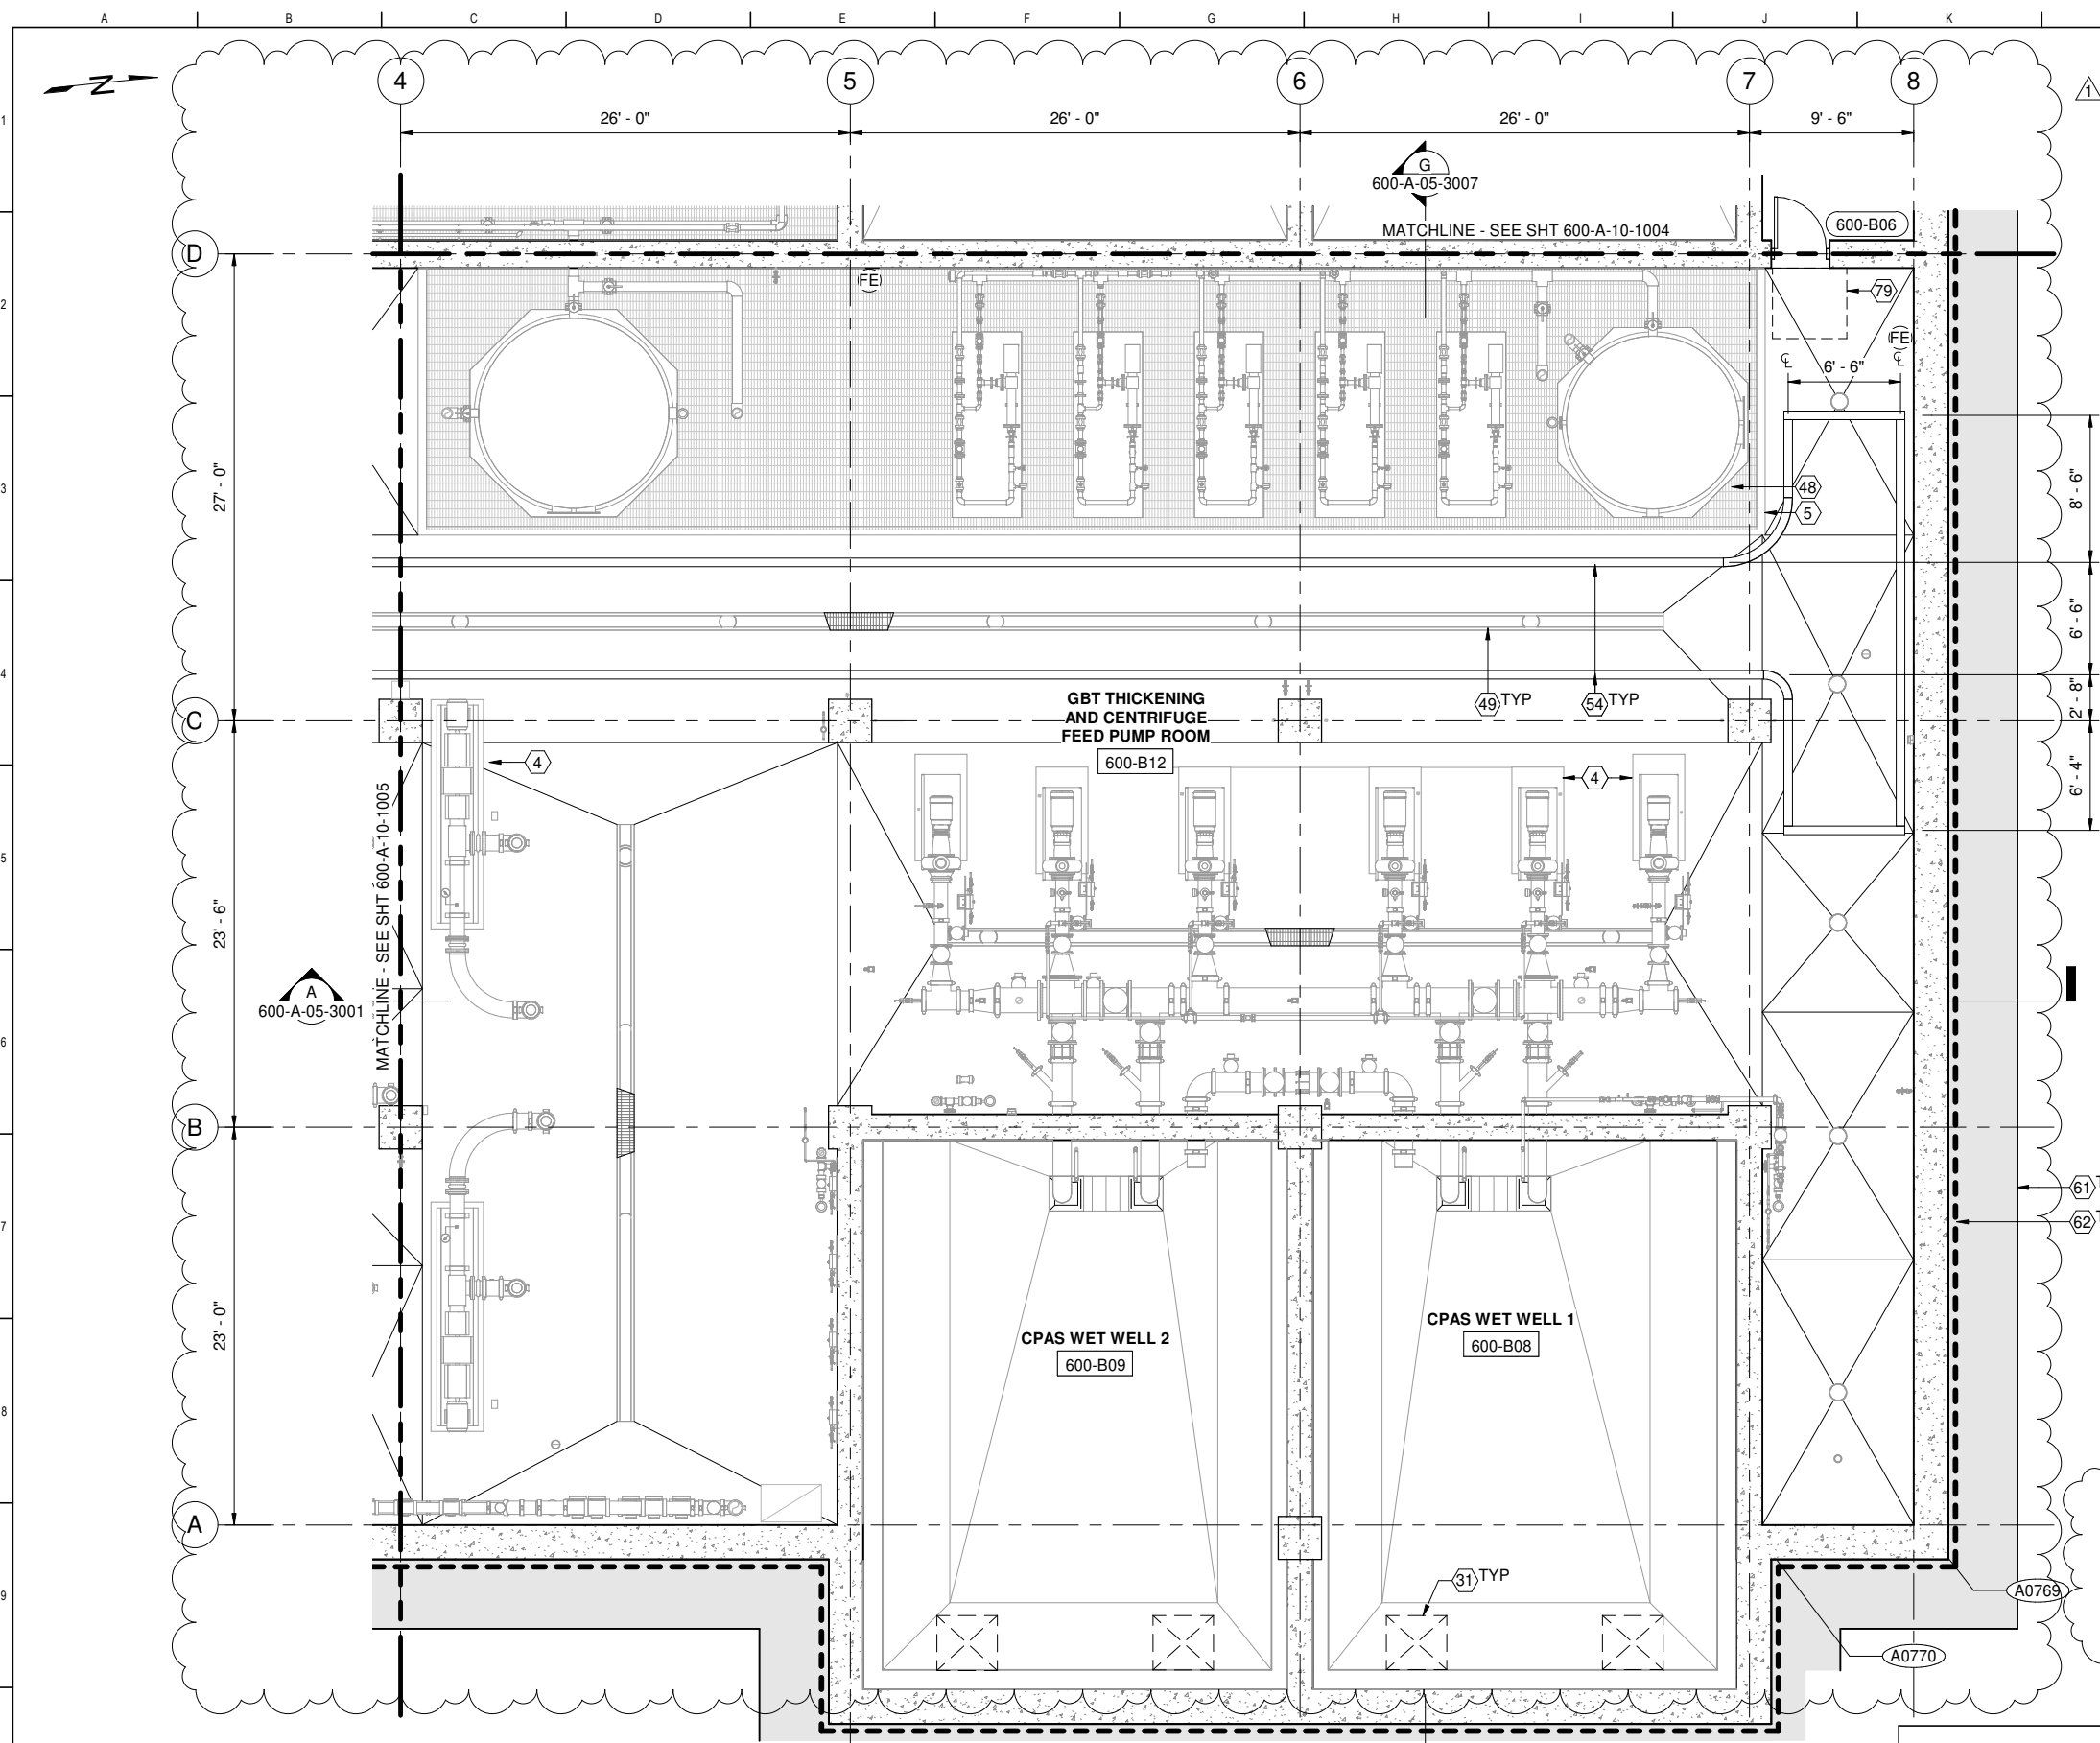 A B C D E F G H I J K
N
4 5 6 7 8
1
1
26' - 0" 26' - 0" 26' - 0" 9' - 6"
G
600-A-05-3007
MATCHLINE - SEE SHT 600-A-10-1004
600-B06
D
FE
79
2
FE
℄ 6' - 6" ℄
27' - 0"
3
48
5
8' - 6"
6' - 6"
4
2' - 8"
49 TYP
54 TYP
C
GBT THICKENING
AND CENTRIFUGE
FEED PUMP ROOM
600-B12
4
4
6' - 4"
MATCHLINE - SEE SHT 600-A-10-1005
5
23' - 6"
A
600-A-05-3001
6
B
61
62
7
23' - 0"
CPAS WET WELL 2
600-B09
CPAS WET WELL 1
600-B08
8
A
31 TYP
9
A0769
A0770